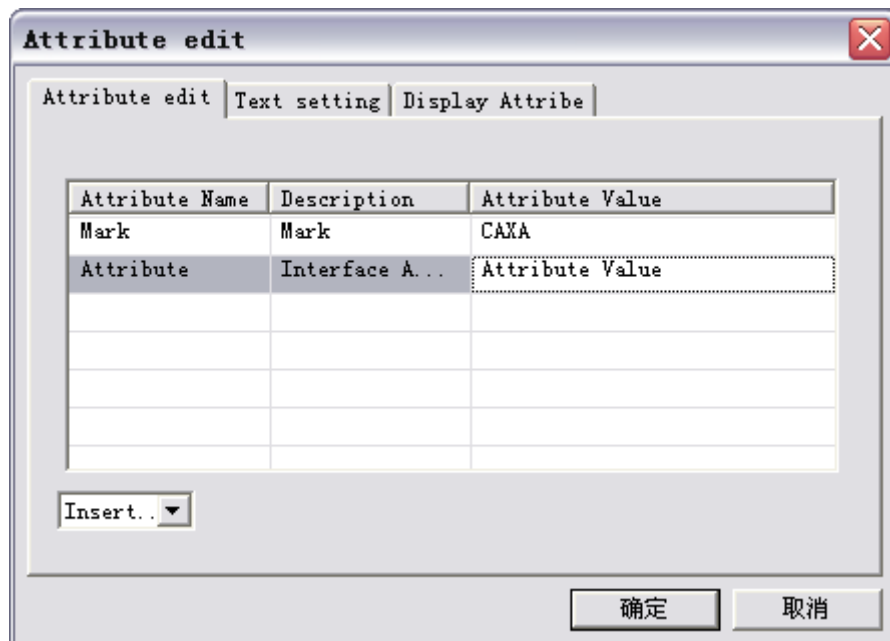 Attribute edit
Attribute edit Text setting Display Attribe
Attribute Name Description Attribute Value
Mark Mark CAXA
Attribute Interface A... Attribute Value
Insert..
确定 取消